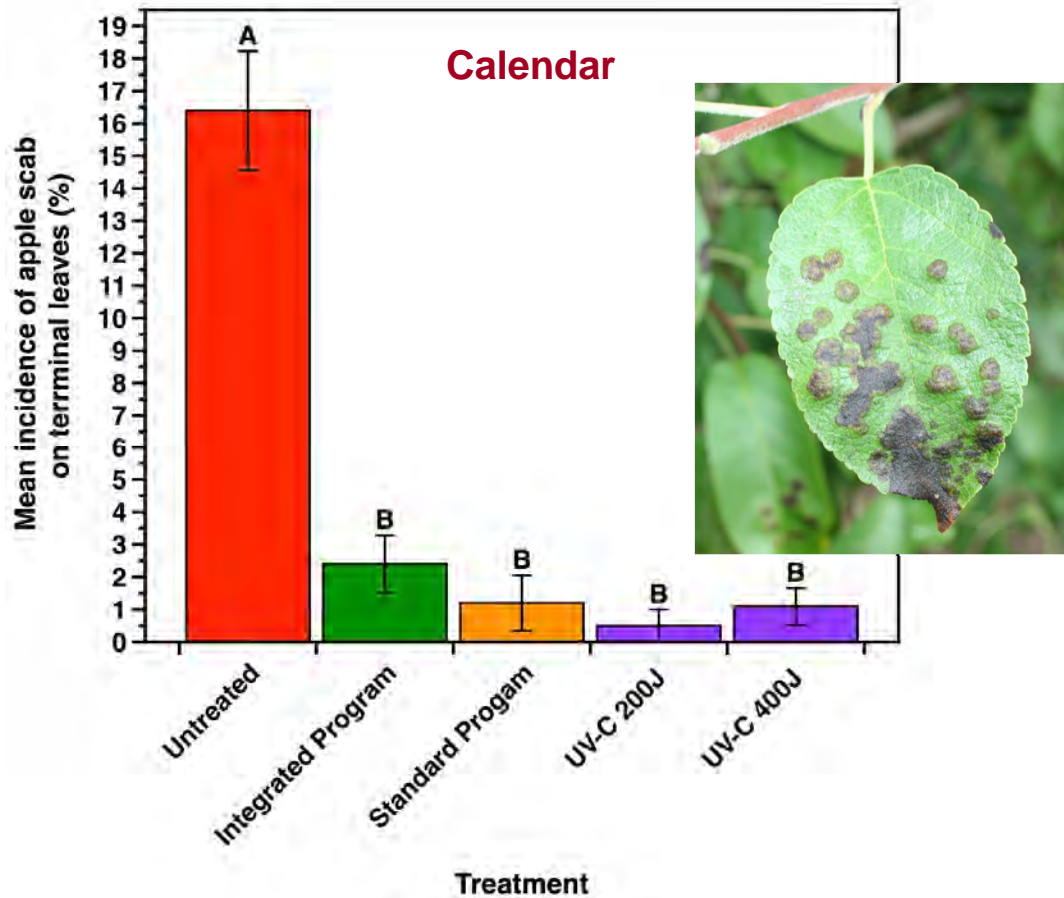 Calendar
Mean incidence of apple scab
on terrminal leaves (%)
19
18
17
16
15
14
13
12
11
10
9
8
7
6
5
4
3
2
1
0
A
B
B
B
B
Untreated
Integrated Program
Standard Progam
UV-C 200J
UV-C 400J
Treatment